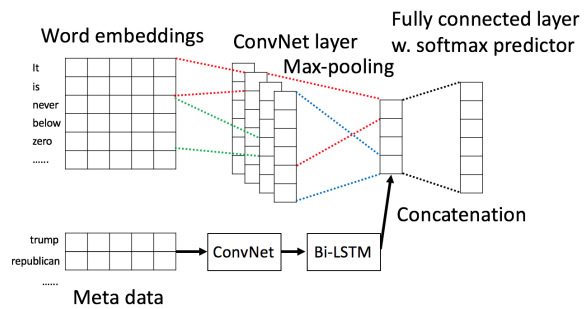 Word embeddings
ConvNet layer
Max-pooling
Fully connected layer
w. softmax predictor
It
is
never
below
zero
......
Concatenation
trump
republican
......
ConvNet
Bi-LSTM
Meta data